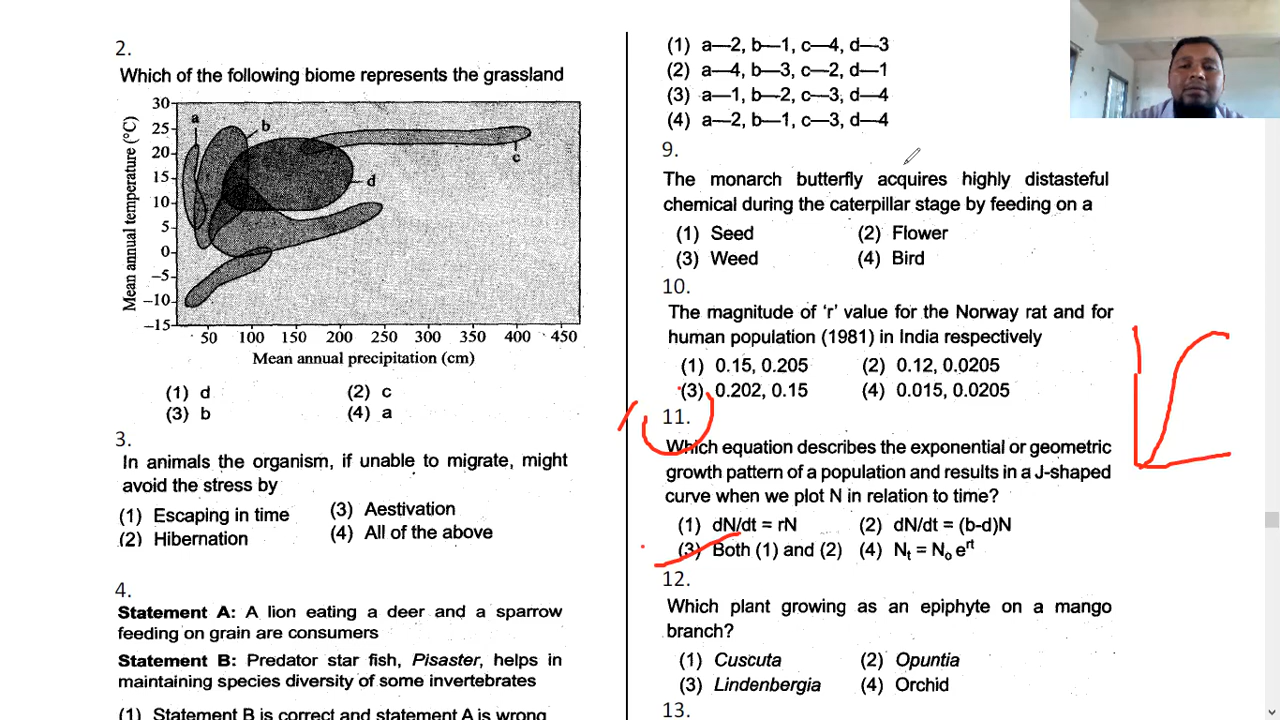 2.
Which of the following biome represents the grassland
Mean annual temperature (°C)
30
25
20
15
10
5
0
−5
−10
−15
a
b
c
d
50 100 150 200 250 300 350 400 450
Mean annual precipitation (cm)
(1) d (2) c
(3) b (4) a
3.
In animals the organism, if unable to migrate, might
avoid the stress by
(1) Escaping in time (3) Aestivation
(2) Hibernation (4) All of the above
4.
Statement A: A lion eating a deer and a sparrow
feeding on grain are consumers
Statement B: Predator star fish, Pisaster, helps in
maintaining species diversity of some invertebrates
(1) Statement B is correct and statement A is wrong
(1) a—2, b—1, c—4, d—3
(2) a—4, b—3, c—2, d—1
(3) a—1, b—2, c—3, d—4
(4) a—2, b—1, c—3, d—4
9.
The monarch butterfly acquires highly distasteful
chemical during the caterpillar stage by feeding on a
(1) Seed (2) Flower
(3) Weed (4) Bird
10.
The magnitude of 'r' value for the Norway rat and for
human population (1981) in India respectively
(1) 0.15, 0.205 (2) 0.12, 0.0205
(3) 0.202, 0.15 (4) 0.015, 0.0205
11.
Which equation describes the exponential or geometric
growth pattern of a population and results in a J-shaped
curve when we plot N in relation to time?
(1) dN/dt = rN (2) dN/dt = (b-d)N
(3) Both (1) and (2) (4) Nt = No e^rt
12.
Which plant growing as an epiphyte on a mango
branch?
(1) Cuscuta (2) Opuntia
(3) Lindenbergia (4) Orchid
13.